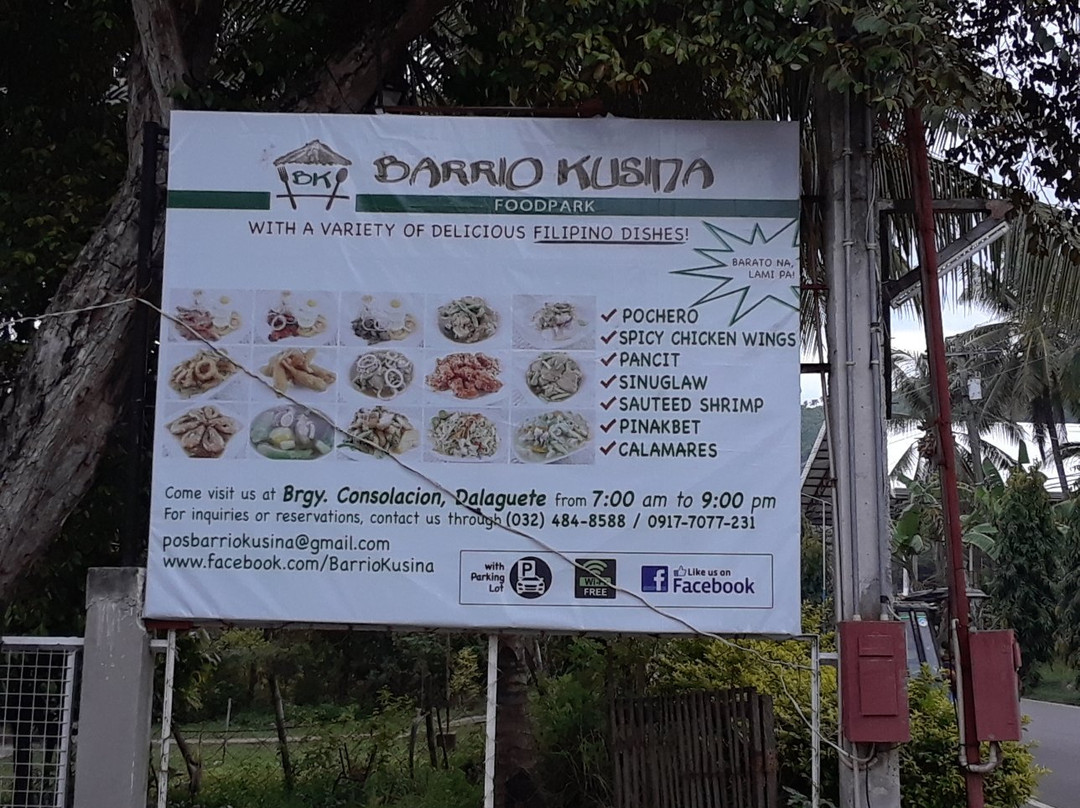 BK
BARRIO KUSINA
FOODPARK
WITH A VARIETY OF DELICIOUS FILIPINO DISHES!
BARATO NA,
LAMI PA!
✓ POCHERO
✓ SPICY CHICKEN WINGS
✓ PANCIT
✓ SINUGLAW
✓ SAUTEED SHRIMP
✓ PINAKBET
✓ CALAMARES
Come visit us at Brgy. Consolacion, Dalaguete from 7:00 am to 9:00 pm
For inquiries or reservations, contact us through (032) 484-8588 / 0917-7077-231
posbarriokusina@gmail.com
www.facebook.com/BarrioKusina
with
Parking
Lot
P
Wi-Fi
FREE
f
Like us on
Facebook